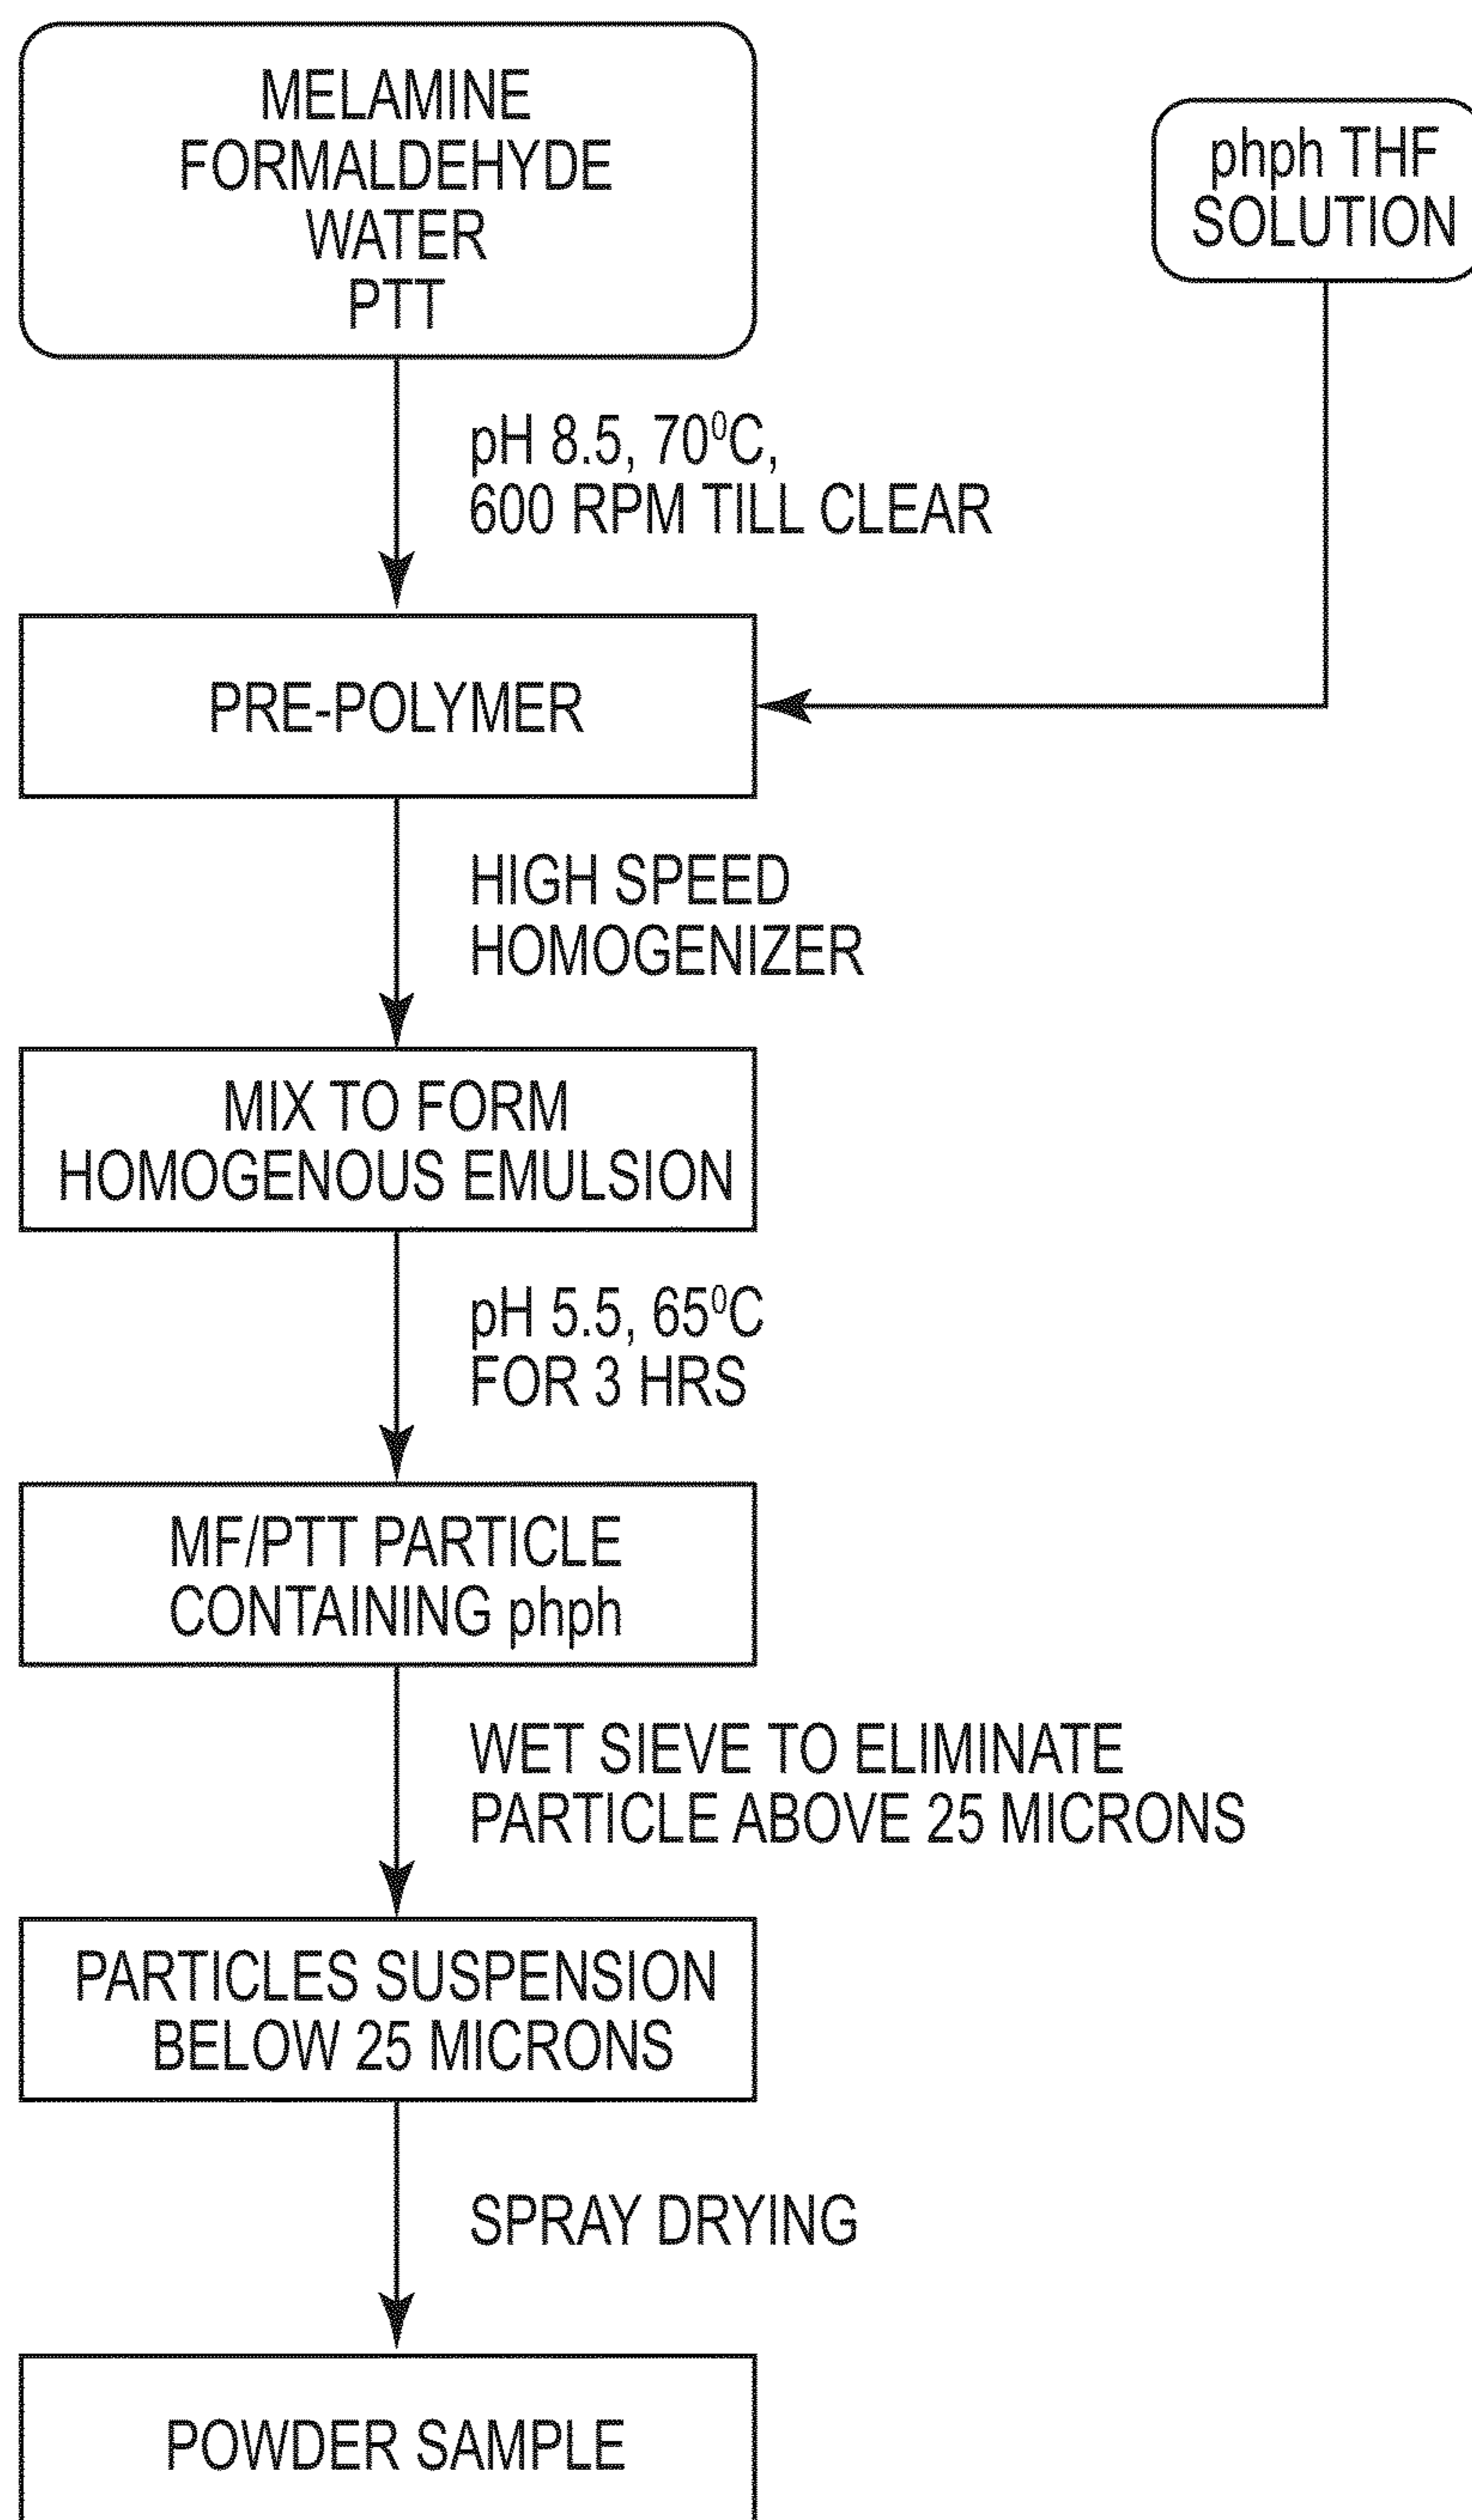 MELAMINE
FORMALDEHYDE
WATER
PTT
phph THF
SOLUTION
pH 8.5, 70⁰C,
600 RPM TILL CLEAR
PRE-POLYMER
HIGH SPEED
HOMOGENIZER
MIX TO FORM
HOMOGENOUS EMULSION
pH 5.5, 65⁰C
FOR 3 HRS
MF/PTT PARTICLE
CONTAINING phph
WET SIEVE TO ELIMINATE
PARTICLE ABOVE 25 MICRONS
PARTICLES SUSPENSION
BELOW 25 MICRONS
SPRAY DRYING
POWDER SAMPLE